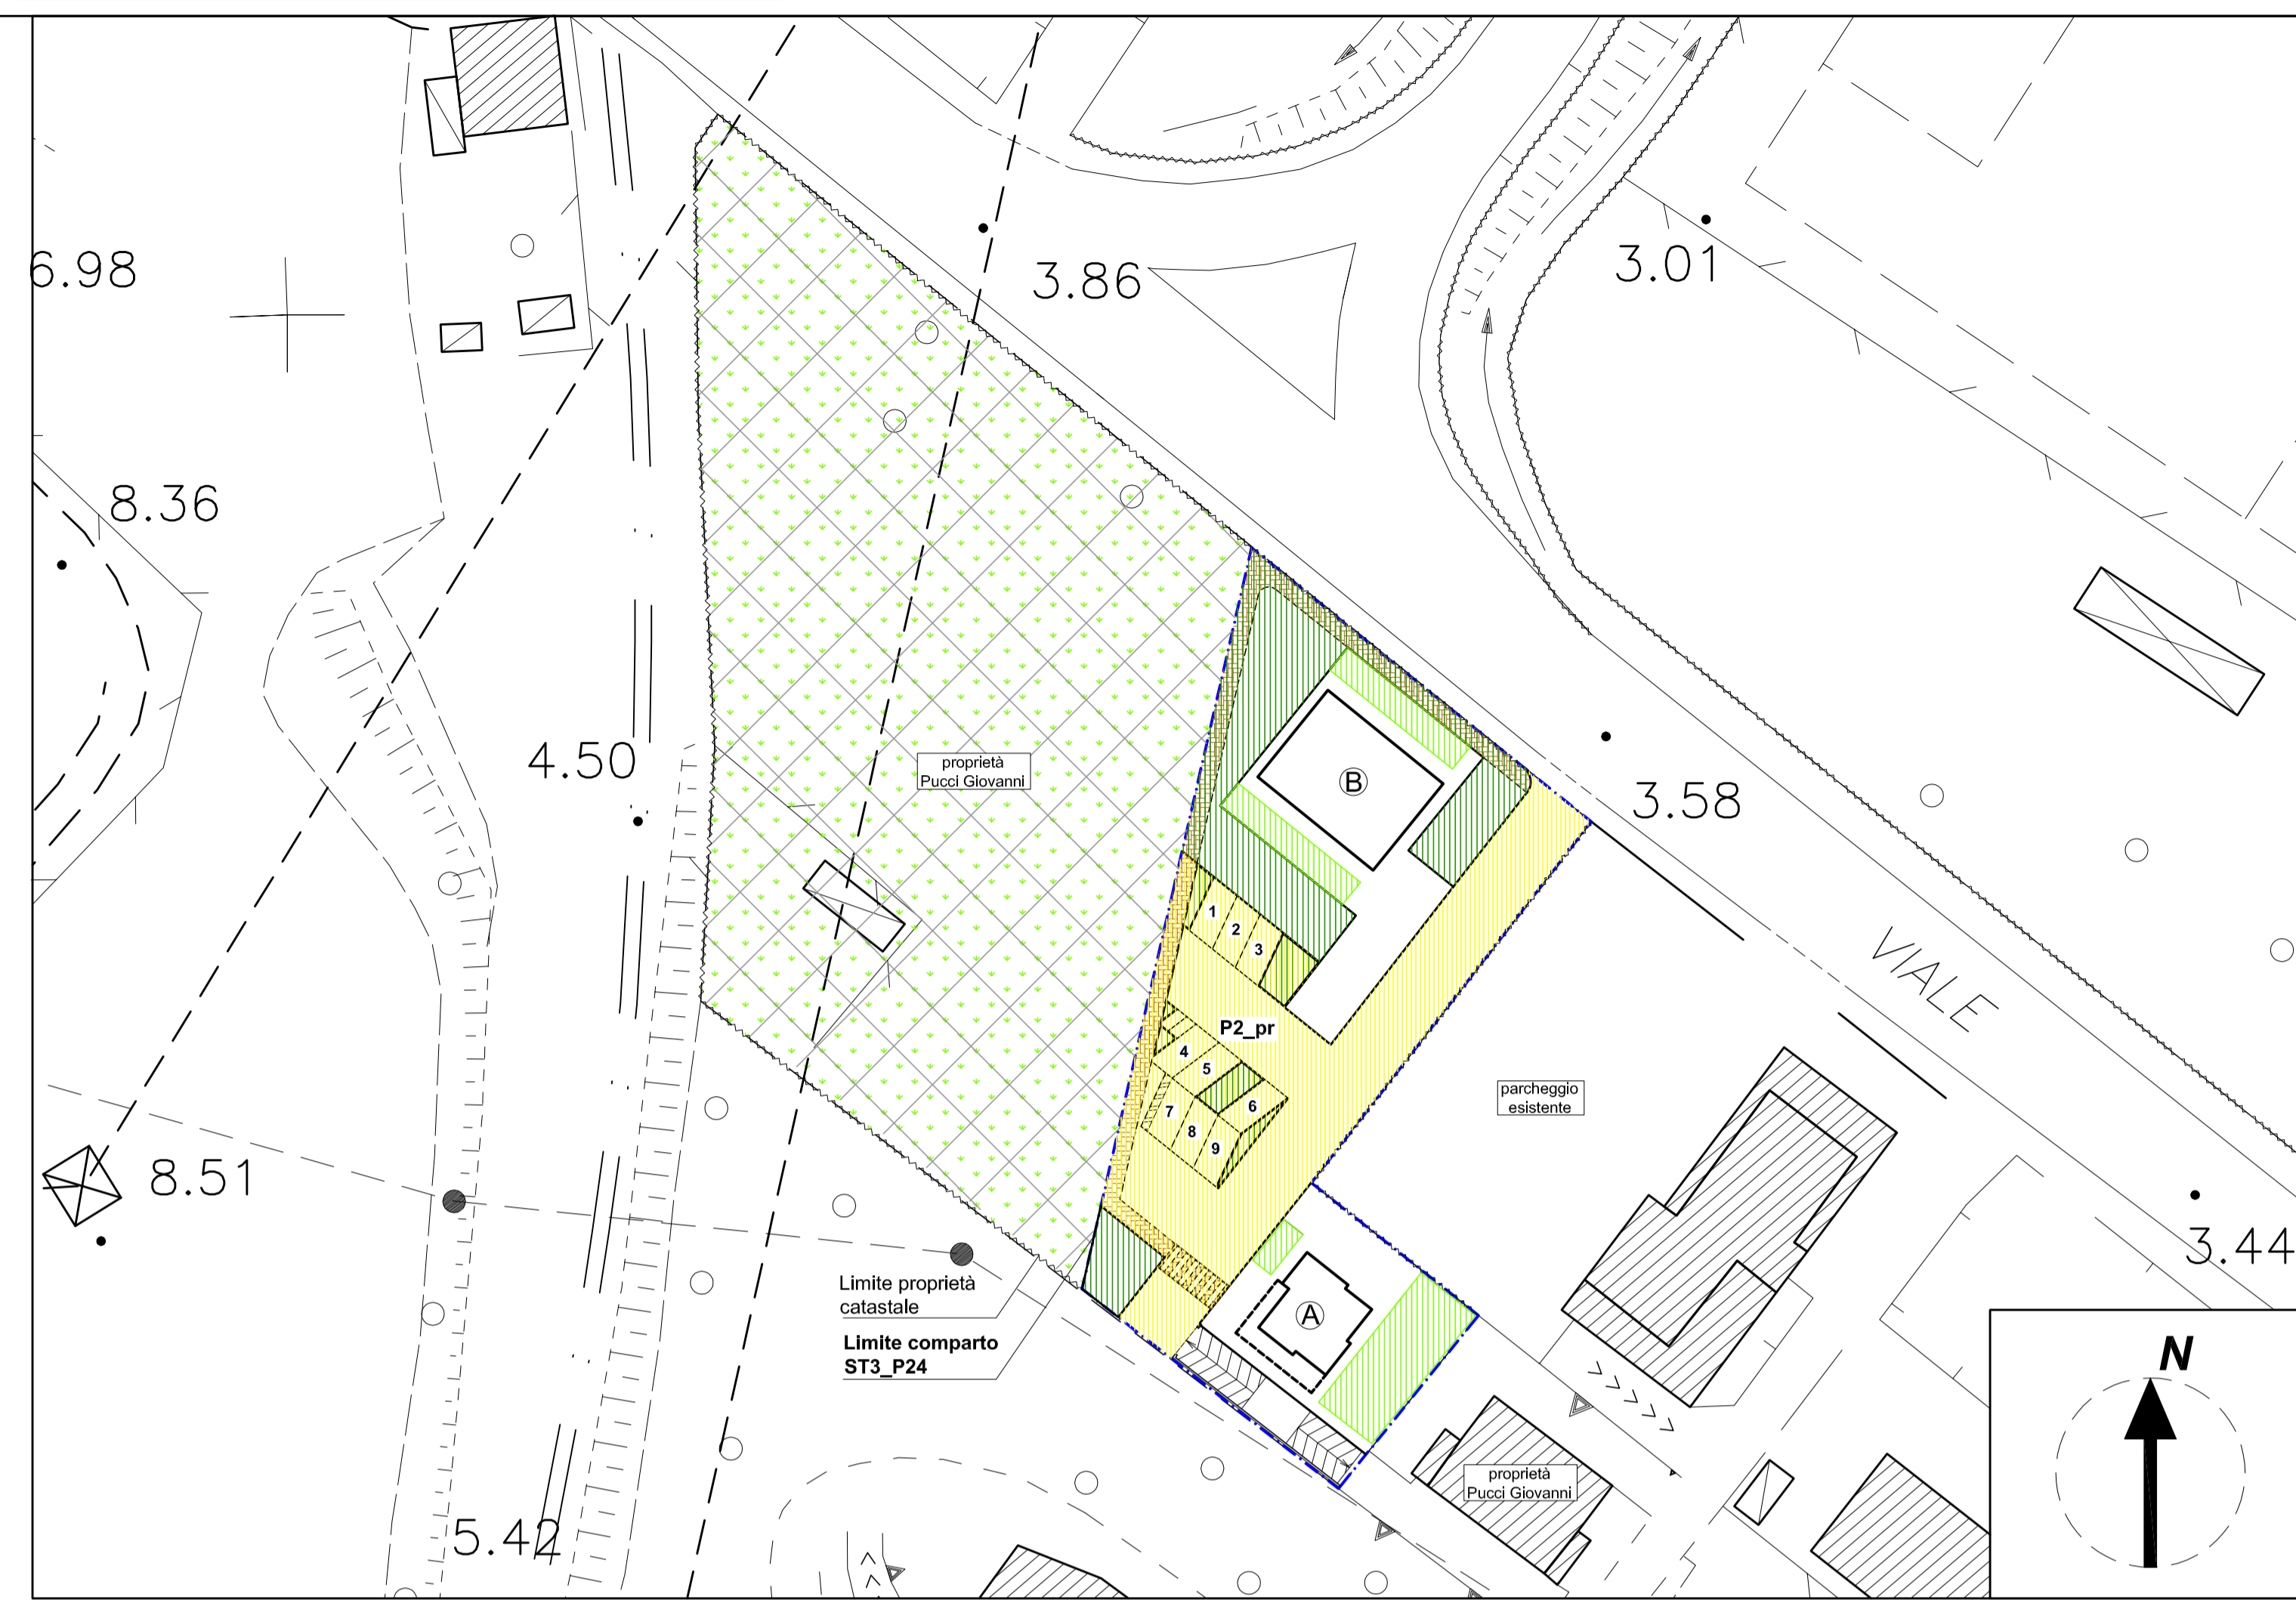 3.86
3.01
6.98
8.36
4.50
proprietà
Pucci Giovanni
B
3.58
1
2
3
VIALE
P2_pr
4
5
6
7
8
9
parcheggio
esistente
8.51
3.44
Limite proprietà
catastale
Limite comparto
ST3_P24
A
N
proprietà
Pucci Giovanni
5.42